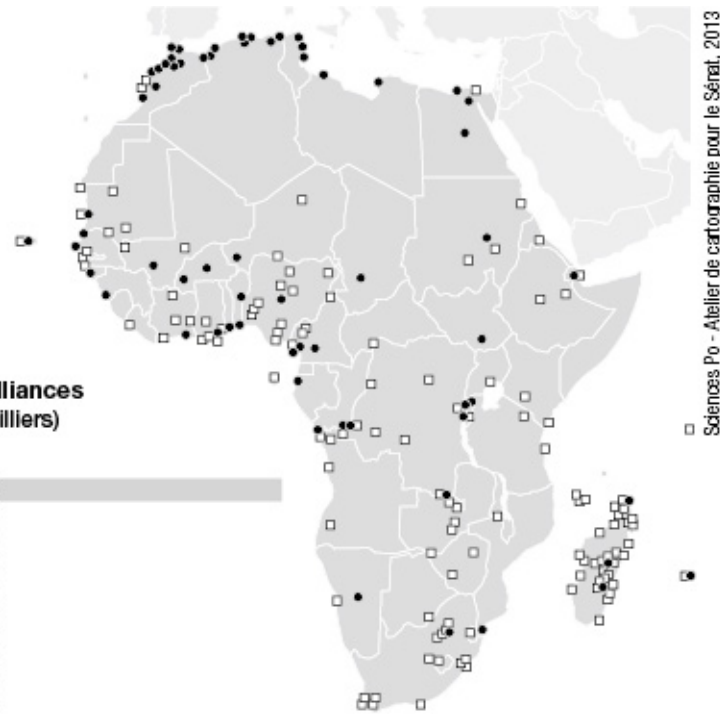 lliances
illiers)
Sciences Po - Atelier de cartographie pour le Sénat, 2013